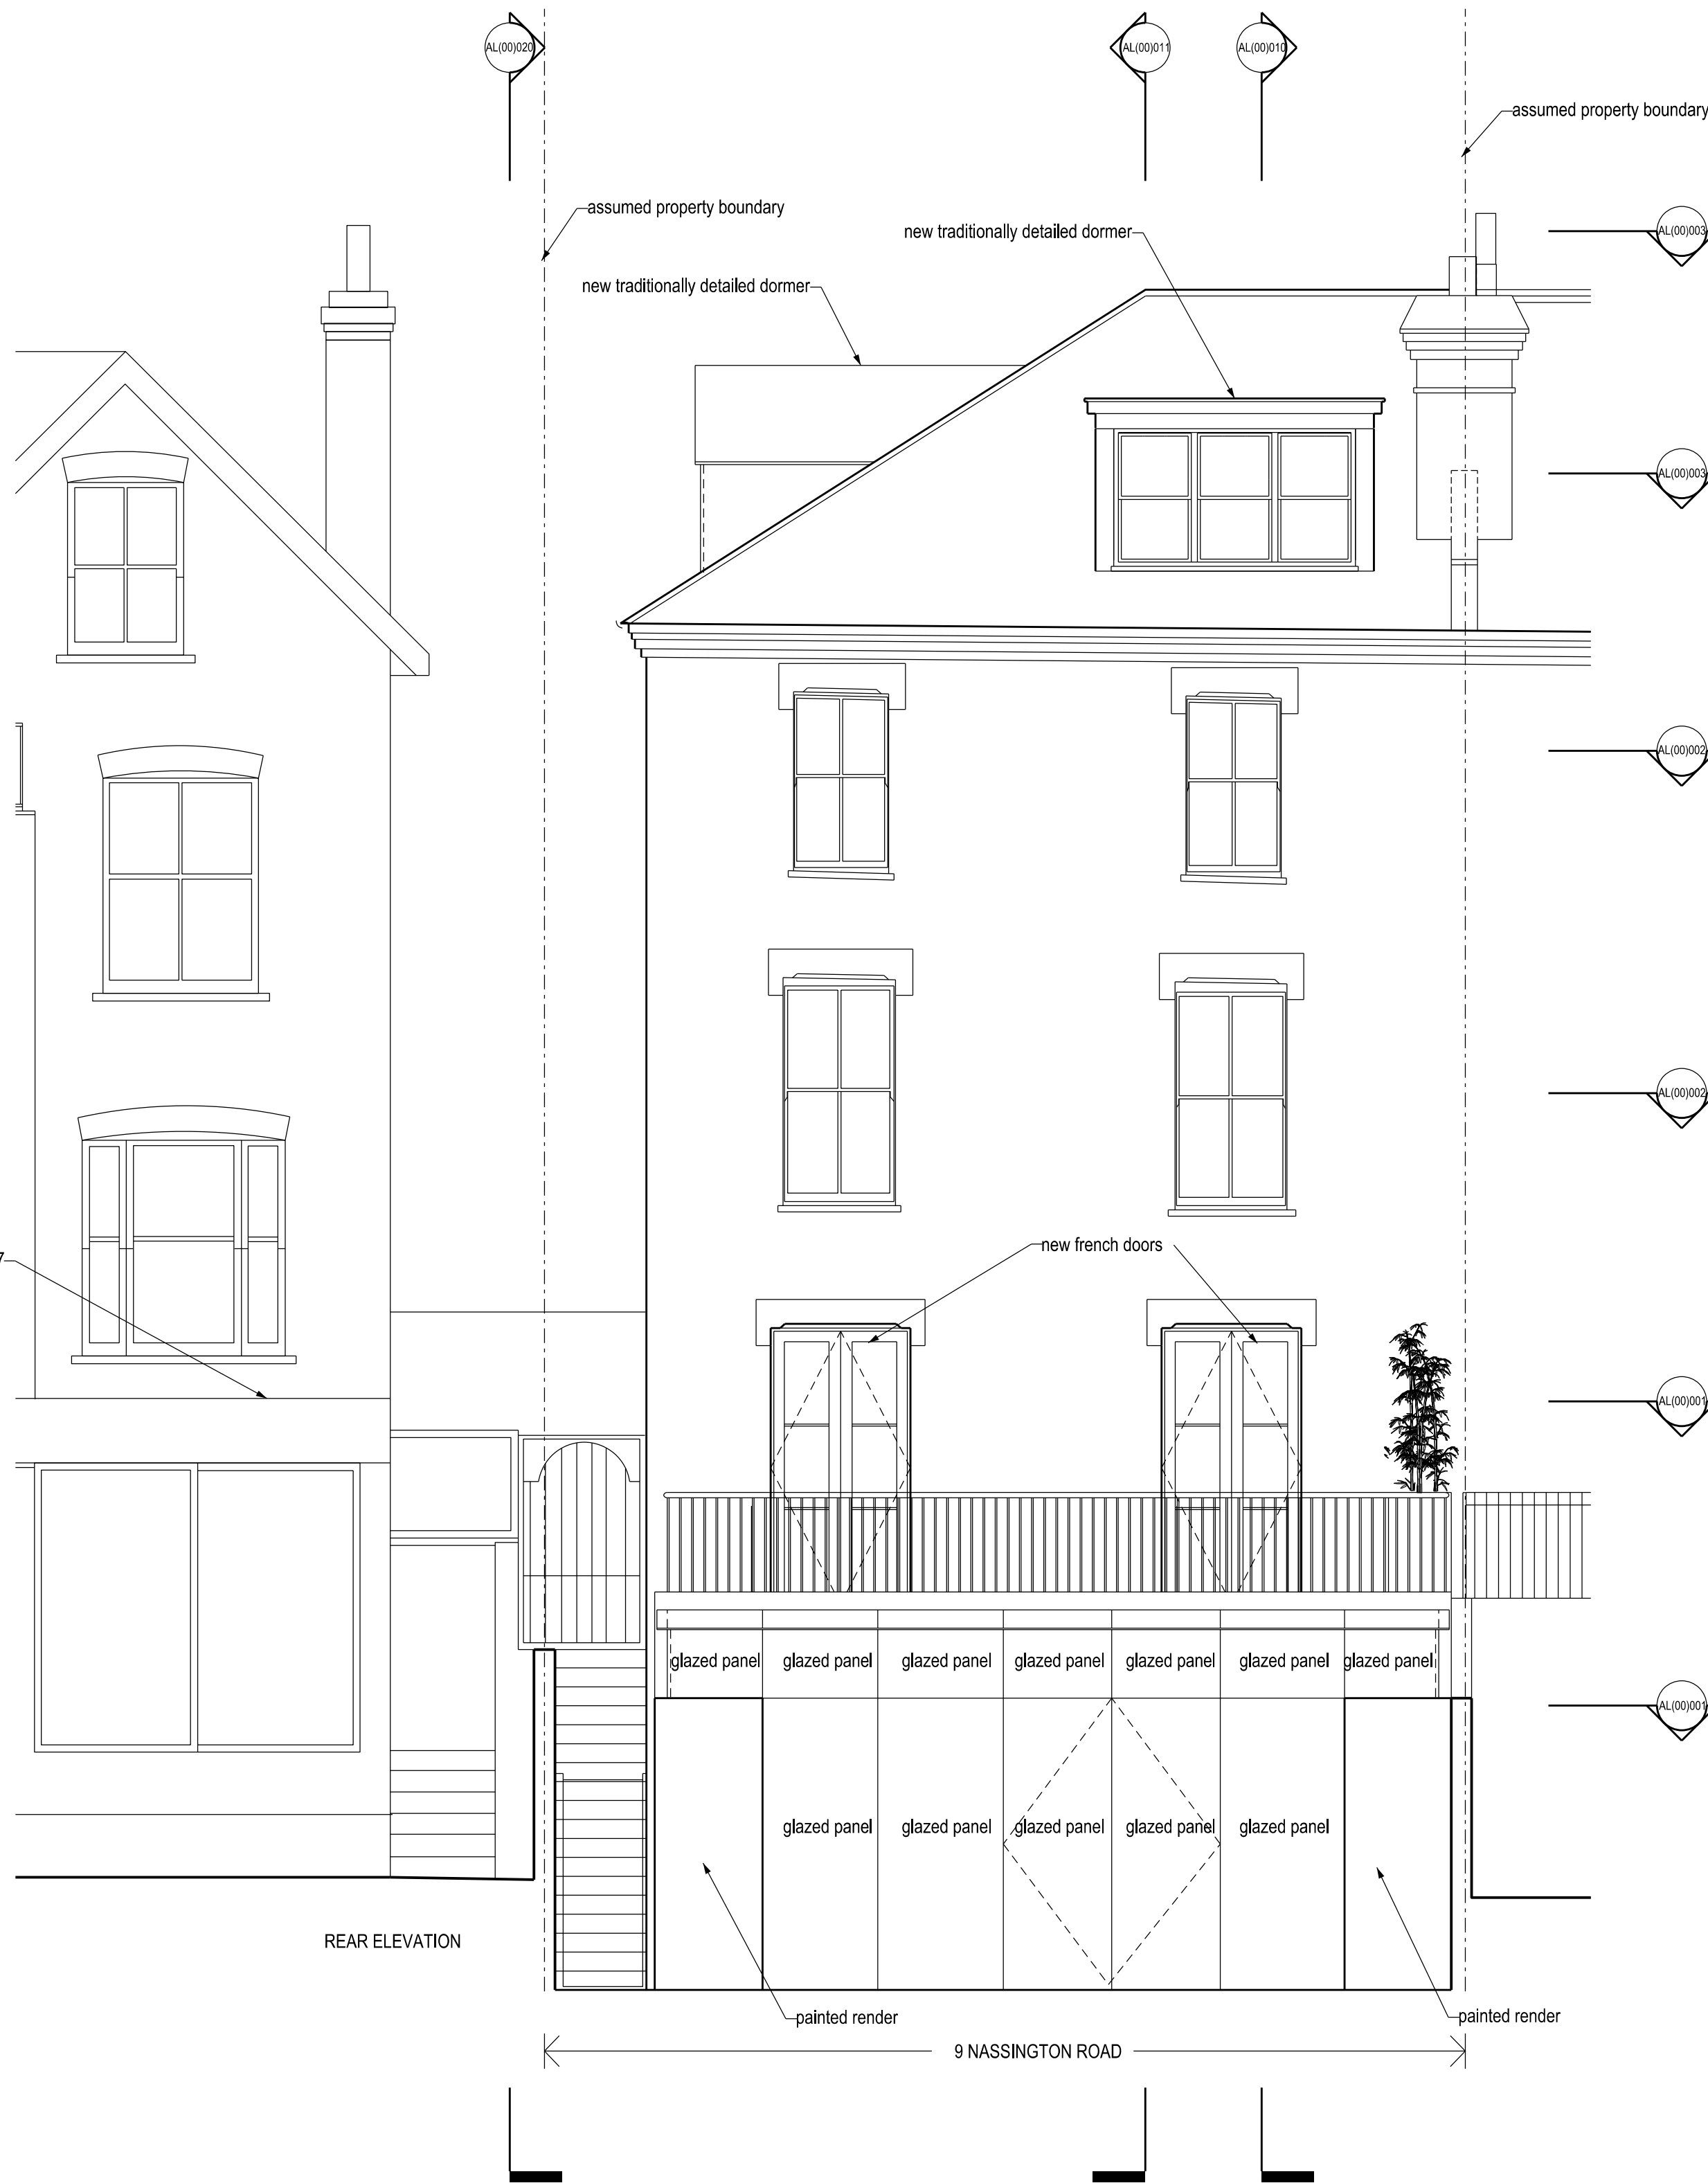 AL(00)020
AL(00)011
AL(00)010
assumed property boundary
assumed property boundary
new traditionally detailed dormer
AL(00)003
new traditionally detailed dormer
AL(00)003
AL(00)002
AL(00)002
7
new french doors
AL(00)001
glazed panel glazed panel glazed panel glazed panel glazed panel glazed panel glazed panel
AL(00)001
glazed panel glazed panel glazed panel glazed panel glazed panel
REAR ELEVATION
painted render
painted render
9 NASSINGTON ROAD